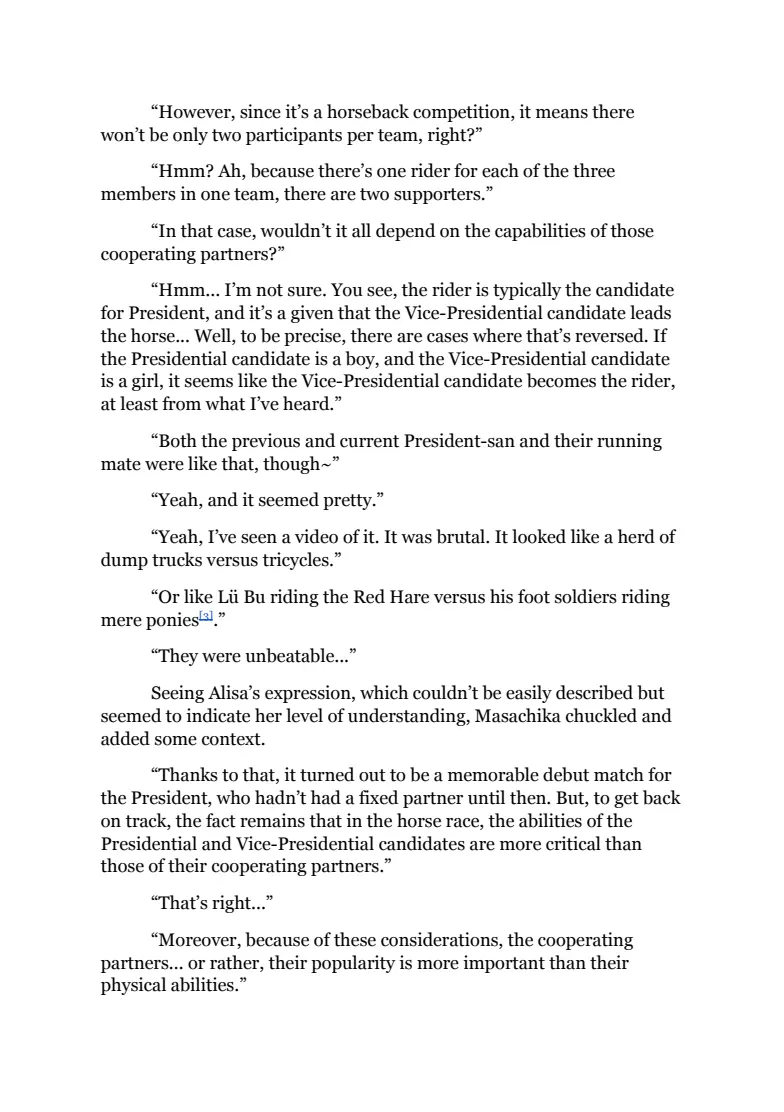 “However, since it’s a horseback competition, it means there
won’t be only two participants per team, right?”
“Hmm? Ah, because there’s one rider for each of the three
members in one team, there are two supporters.”
“In that case, wouldn’t it all depend on the capabilities of those
cooperating partners?”
“Hmm... I’m not sure. You see, the rider is typically the candidate
for President, and it’s a given that the Vice-Presidential candidate leads
the horse... Well, to be precise, there are cases where that’s reversed. If
the Presidential candidate is a boy, and the Vice-Presidential candidate
is a girl, it seems like the Vice-Presidential candidate becomes the rider,
at least from what I’ve heard.”
“Both the previous and current President-san and their running
mate were like that, though~”
“Yeah, and it seemed pretty.”
“Yeah, I’ve seen a video of it. It was brutal. It looked like a herd of
dump trucks versus tricycles.”
“Or like Lü Bu riding the Red Hare versus his foot soldiers riding
mere ponies[3].”
“They were unbeatable...”
Seeing Alisa’s expression, which couldn’t be easily described but
seemed to indicate her level of understanding, Masachika chuckled and
added some context.
“Thanks to that, it turned out to be a memorable debut match for
the President, who hadn’t had a fixed partner until then. But, to get back
on track, the fact remains that in the horse race, the abilities of the
Presidential and Vice-Presidential candidates are more critical than
those of their cooperating partners.”
“That’s right...”
“Moreover, because of these considerations, the cooperating
partners... or rather, their popularity is more important than their
physical abilities.”